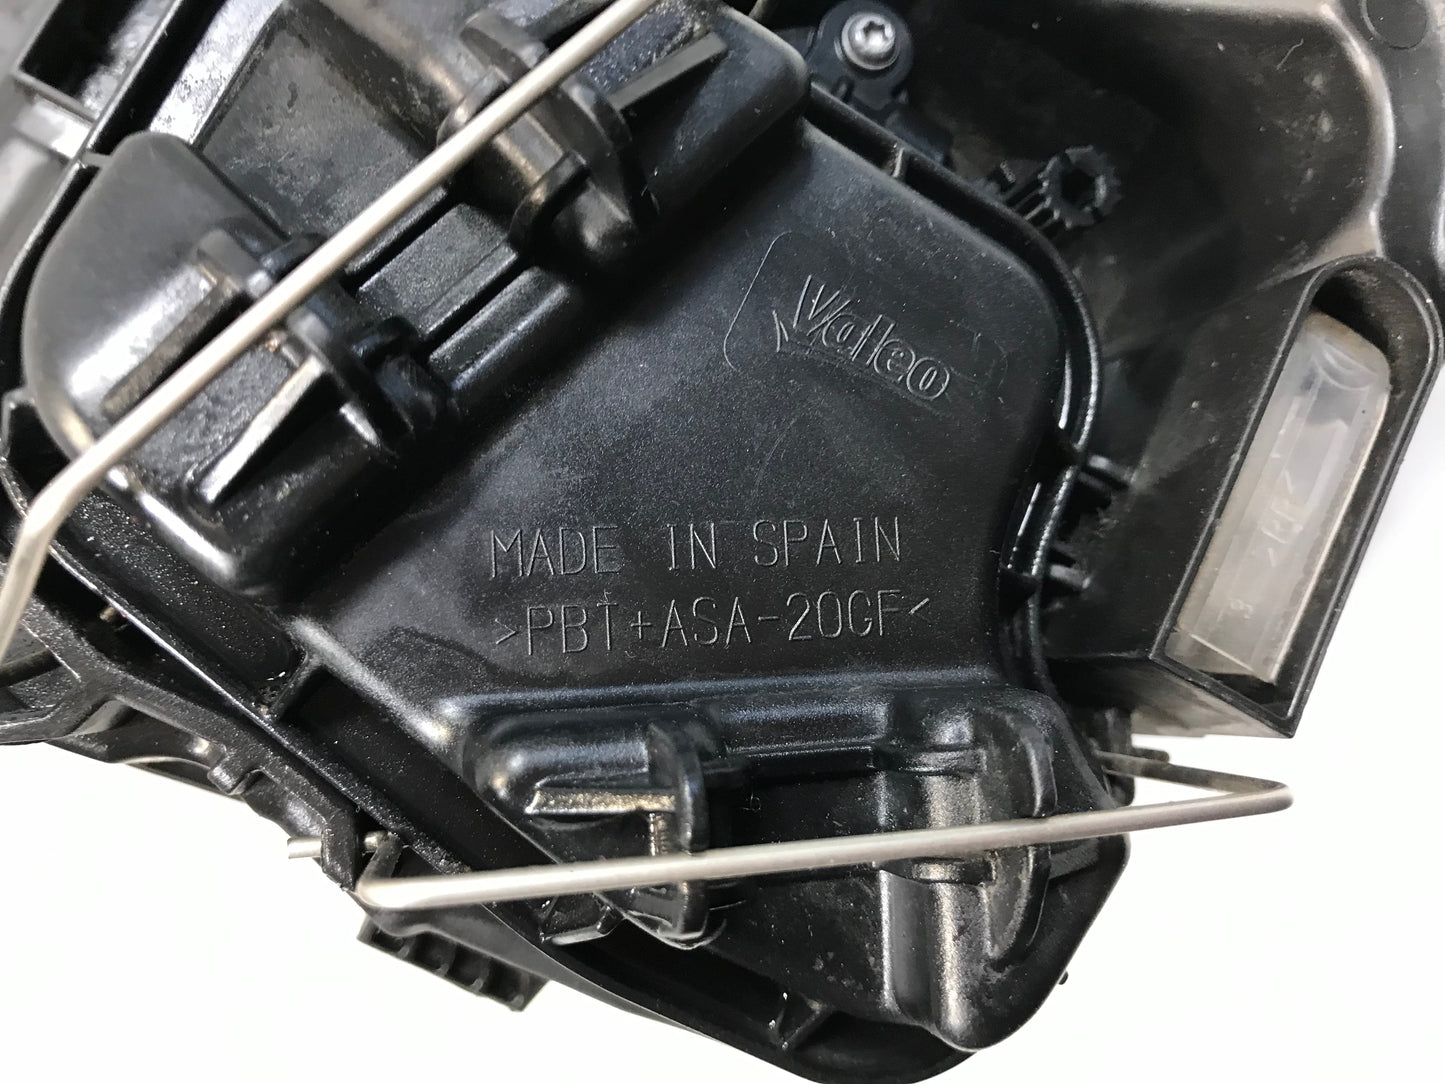 Valeo
MADE IN SPAIN
>PBT+ASA-20GF<